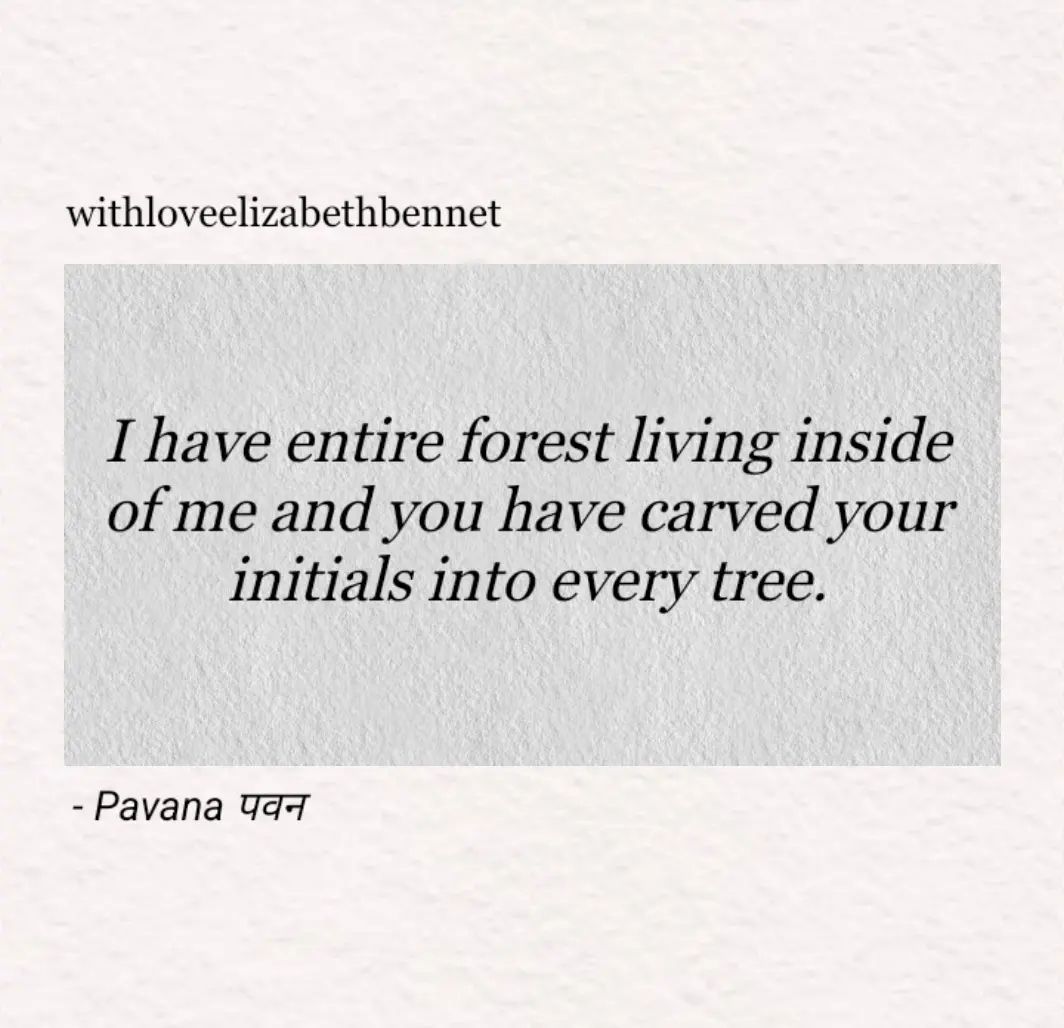 withloveelizabethbennet
I have entire forest living inside
of me and you have carved your
initials into every tree.
- Pavana पवन